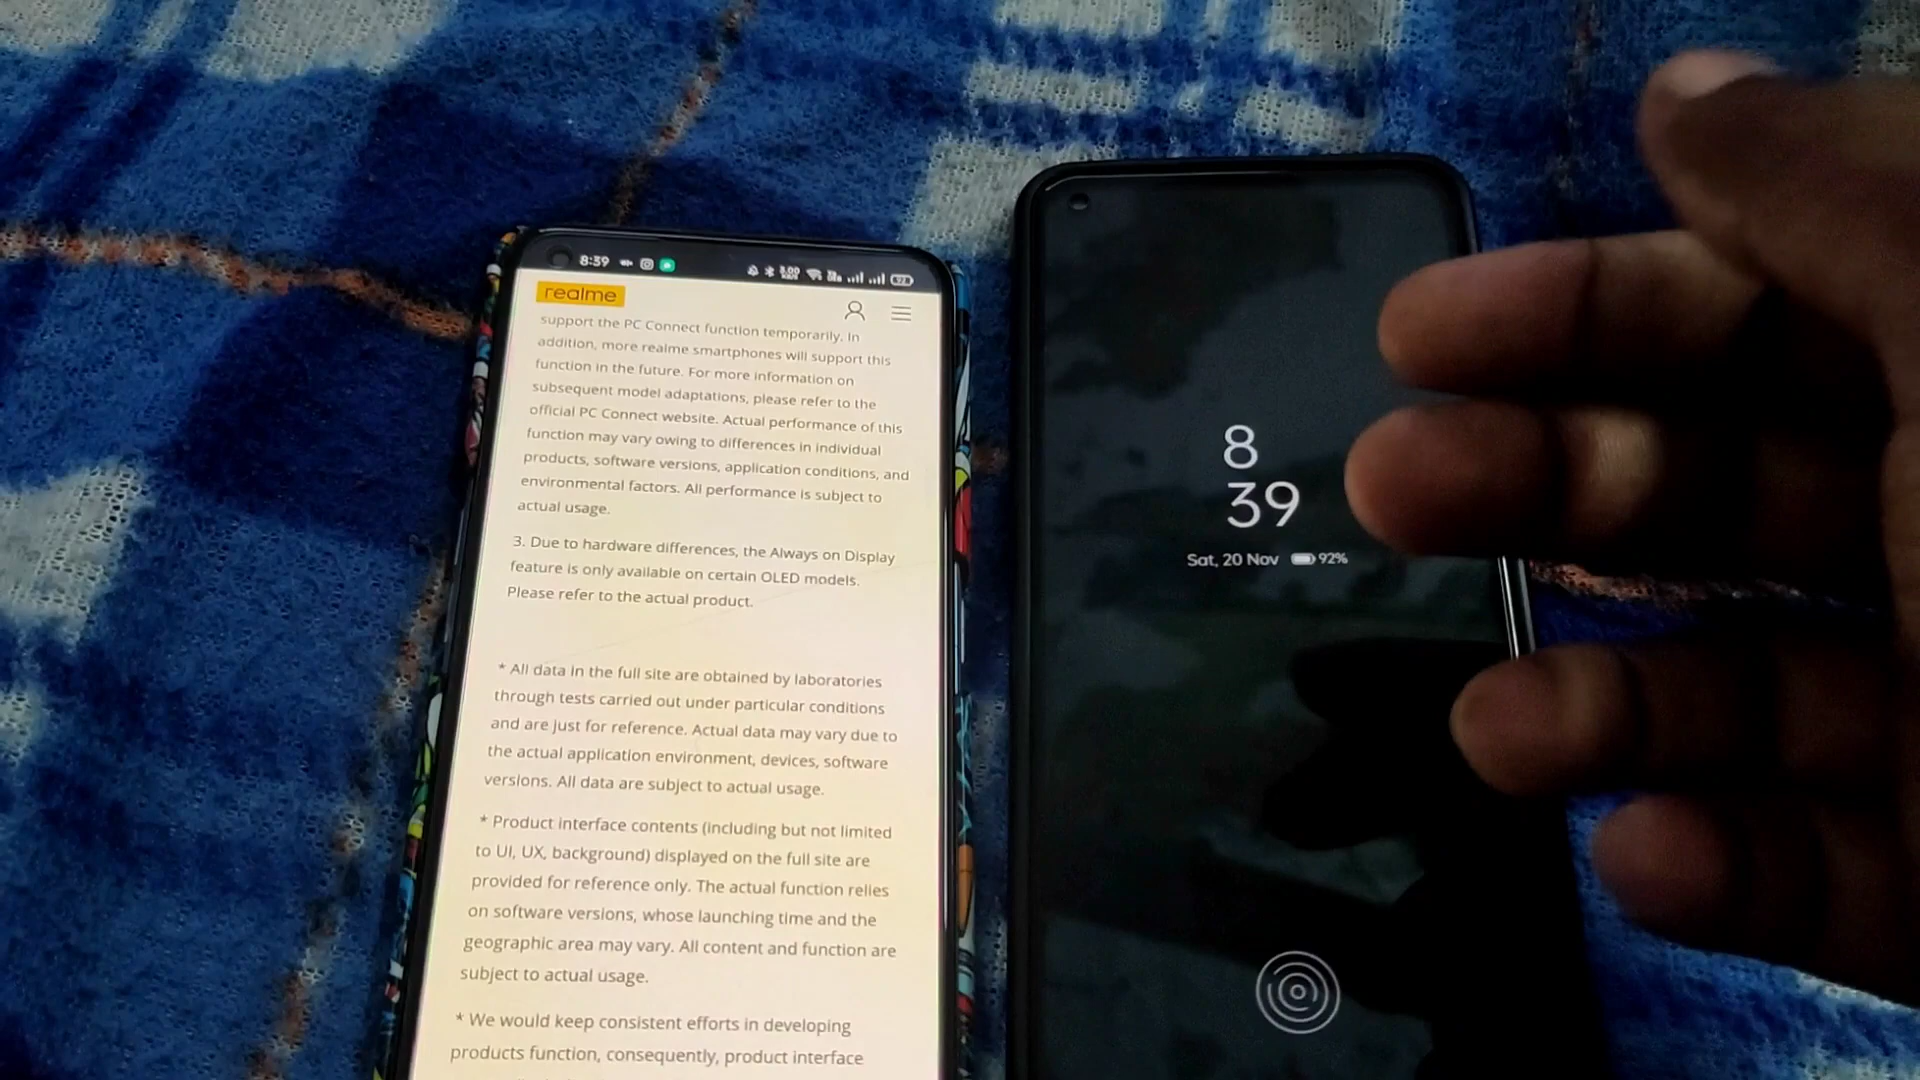 8:39
realme
support the PC Connect function temporarily. In
addition, more realme smartphones will support this
function in the future. For more information on
subsequent model adaptations, please refer to the
official PC Connect website. Actual performance of this
function may vary owing to differences in individual
products, software versions, application conditions, and
environmental factors. All performance is subject to
actual usage.
3. Due to hardware differences, the Always on Display
feature is only available on certain OLED models.
Please refer to the actual product.
* All data in the full site are obtained by laboratories
through tests carried out under particular conditions
and are just for reference. Actual data may vary due to
the actual application environment, devices, software
versions. All data are subject to actual usage.
* Product interface contents (including but not limited
to UI, UX, background) displayed on the full site are
provided for reference only. The actual function relies
on software versions, whose launching time and the
geographic area may vary. All content and function are
subject to actual usage.
* We would keep consistent efforts in developing
products function, consequently, product interface
8
39
Sat, 20 Nov 92%